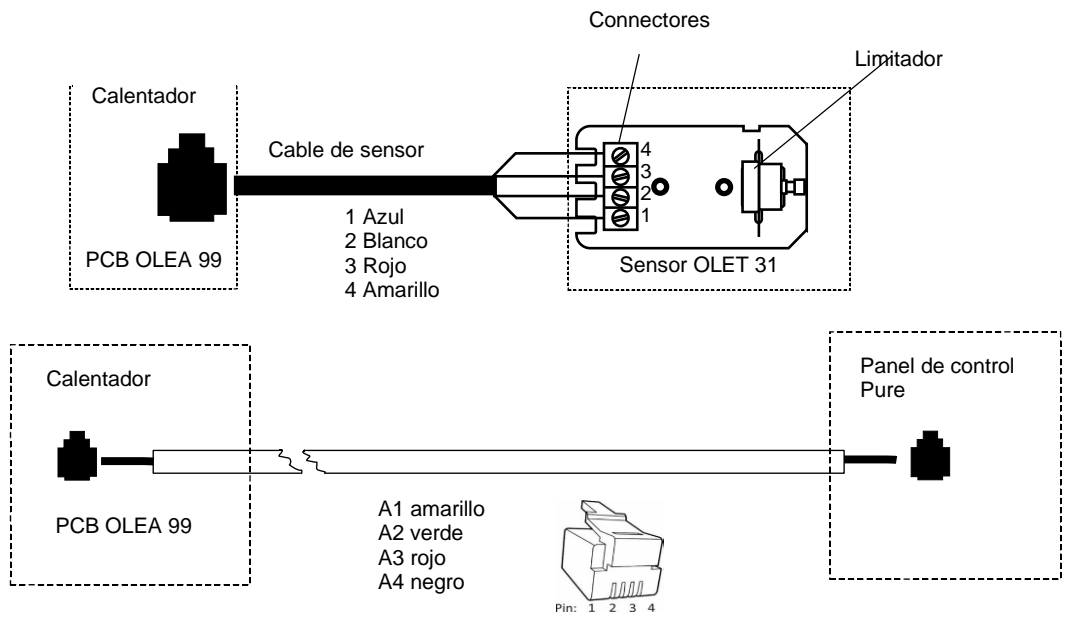 Connectores
Limitador
Calentador
Cable de sensor
4
3
2
1
1 Azul
2 Blanco
3 Rojo
4 Amarillo
PCB OLEA 99
Sensor OLET 31
Calentador
Panel de control
Pure
PCB OLEA 99
A1 amarillo
A2 verde
A3 rojo
A4 negro
Pin: 1 2 3 4